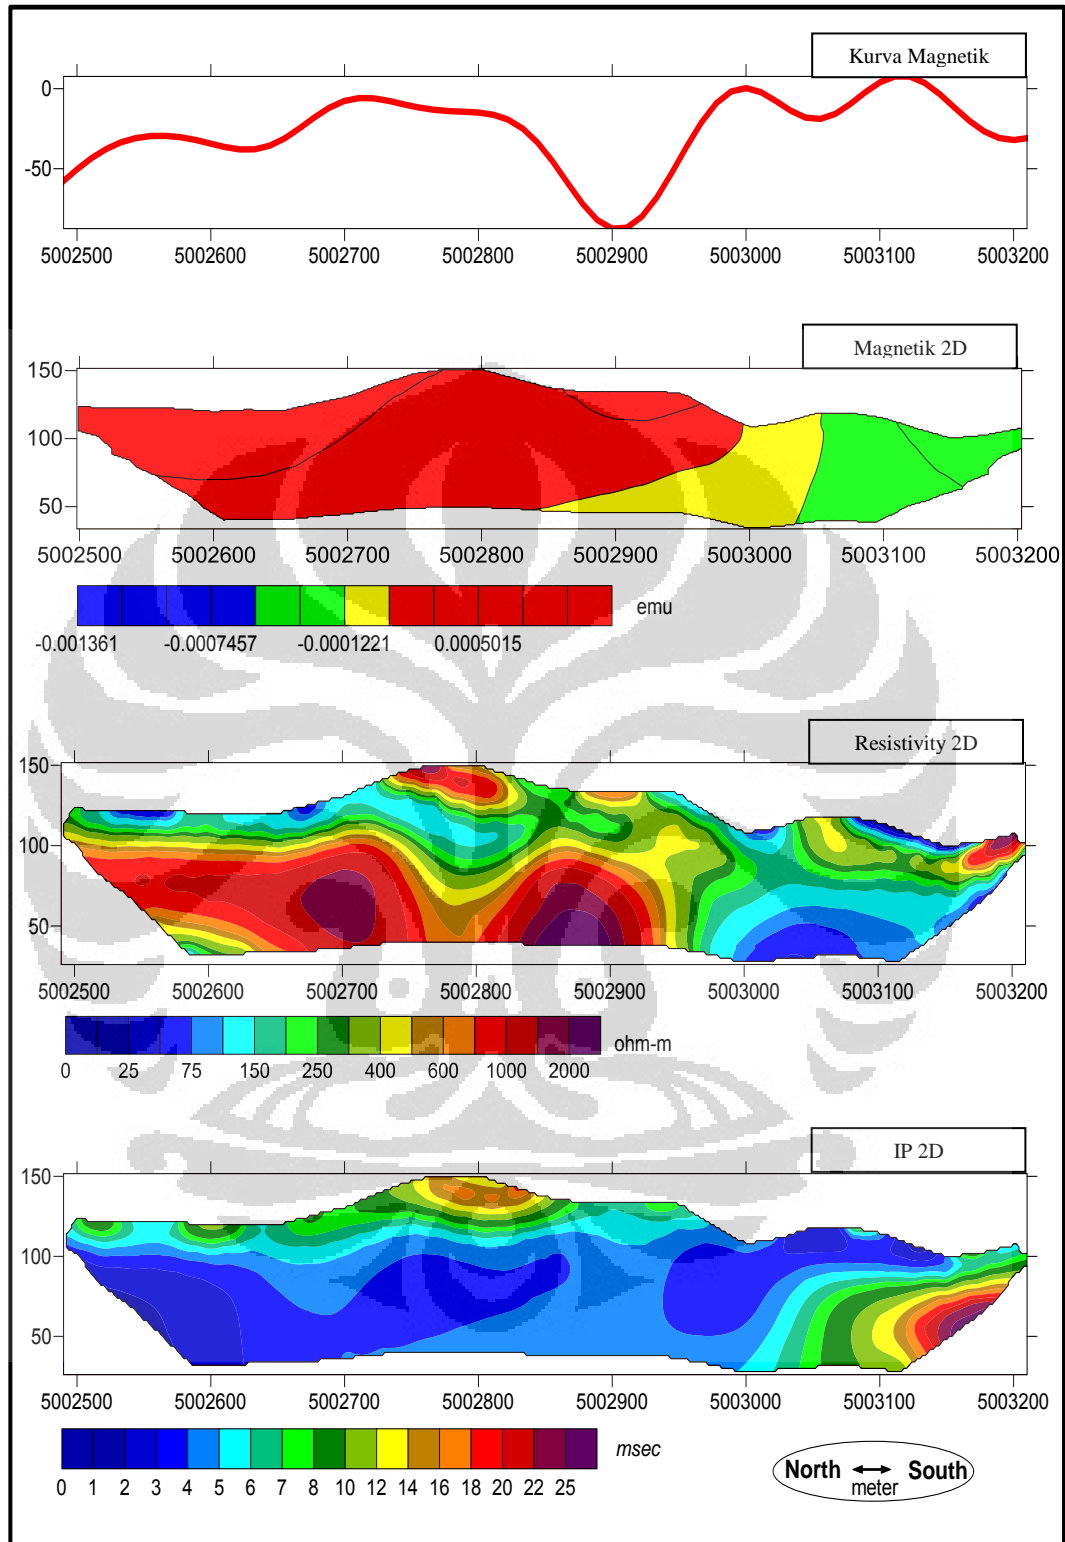 Kurva Magnetik
0
-50
5002500 5002600 5002700 5002800 5002900 5003000 5003100 5003200
Magnetik 2D
150
100
50
5002500 5002600 5002700 5002800 5002900 5003000 5003100 5003200
emu
-0.001361 -0.0007457 -0.0001221 0.0005015
Resistivity 2D
150
100
50
5002500 5002600 5002700 5002800 5002900 5003000 5003100 5003200
ohm-m
0 25 75 150 250 400 600 1000 2000
IP 2D
150
100
50
5002500 5002600 5002700 5002800 5002900 5003000 5003100 5003200
msec
0 1 2 3 4 5 6 7 8 10 12 14 16 18 20 22 25
North South
meter